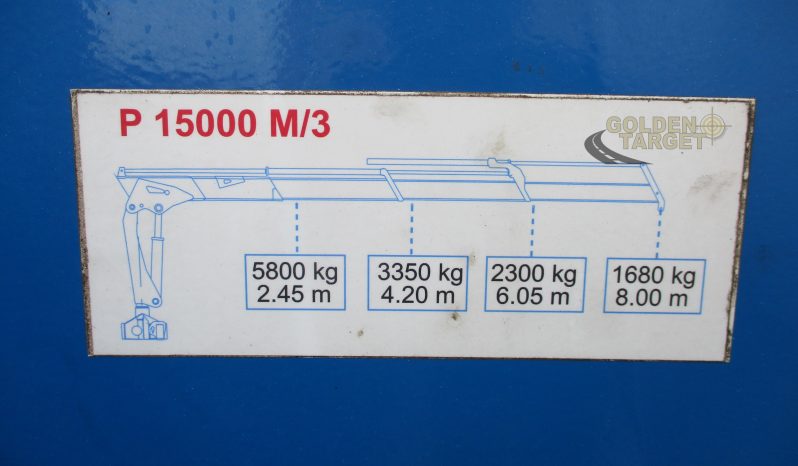 P 15000 M/3
GOLDEN
TARGET
5800 kg
2.45 m
3350 kg
4.20 m
2300 kg
6.05 m
1680 kg
8.00 m